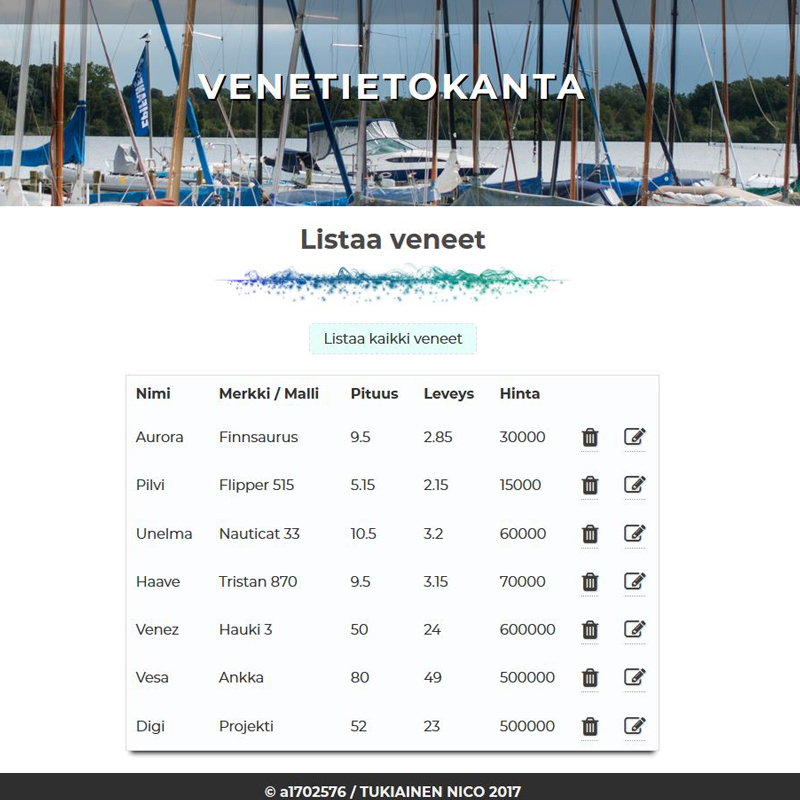 VENETIETOKANTA
Listaa veneet
Listaa kaikki veneet
Nimi Merkki / Malli Pituus Leveys Hinta
Aurora Finnsaurus 9.5 2.85 30000
Pilvi Flipper 515 5.15 2.15 15000
Unelma Nauticat 33 10.5 3.2 60000
Haave Tristan 870 9.5 3.15 70000
Venez Hauki 3 50 24 600000
Vesa Ankka 80 49 500000
Digi Projekti 52 23 500000
© a1702576 / TUKIAINEN NICO 2017